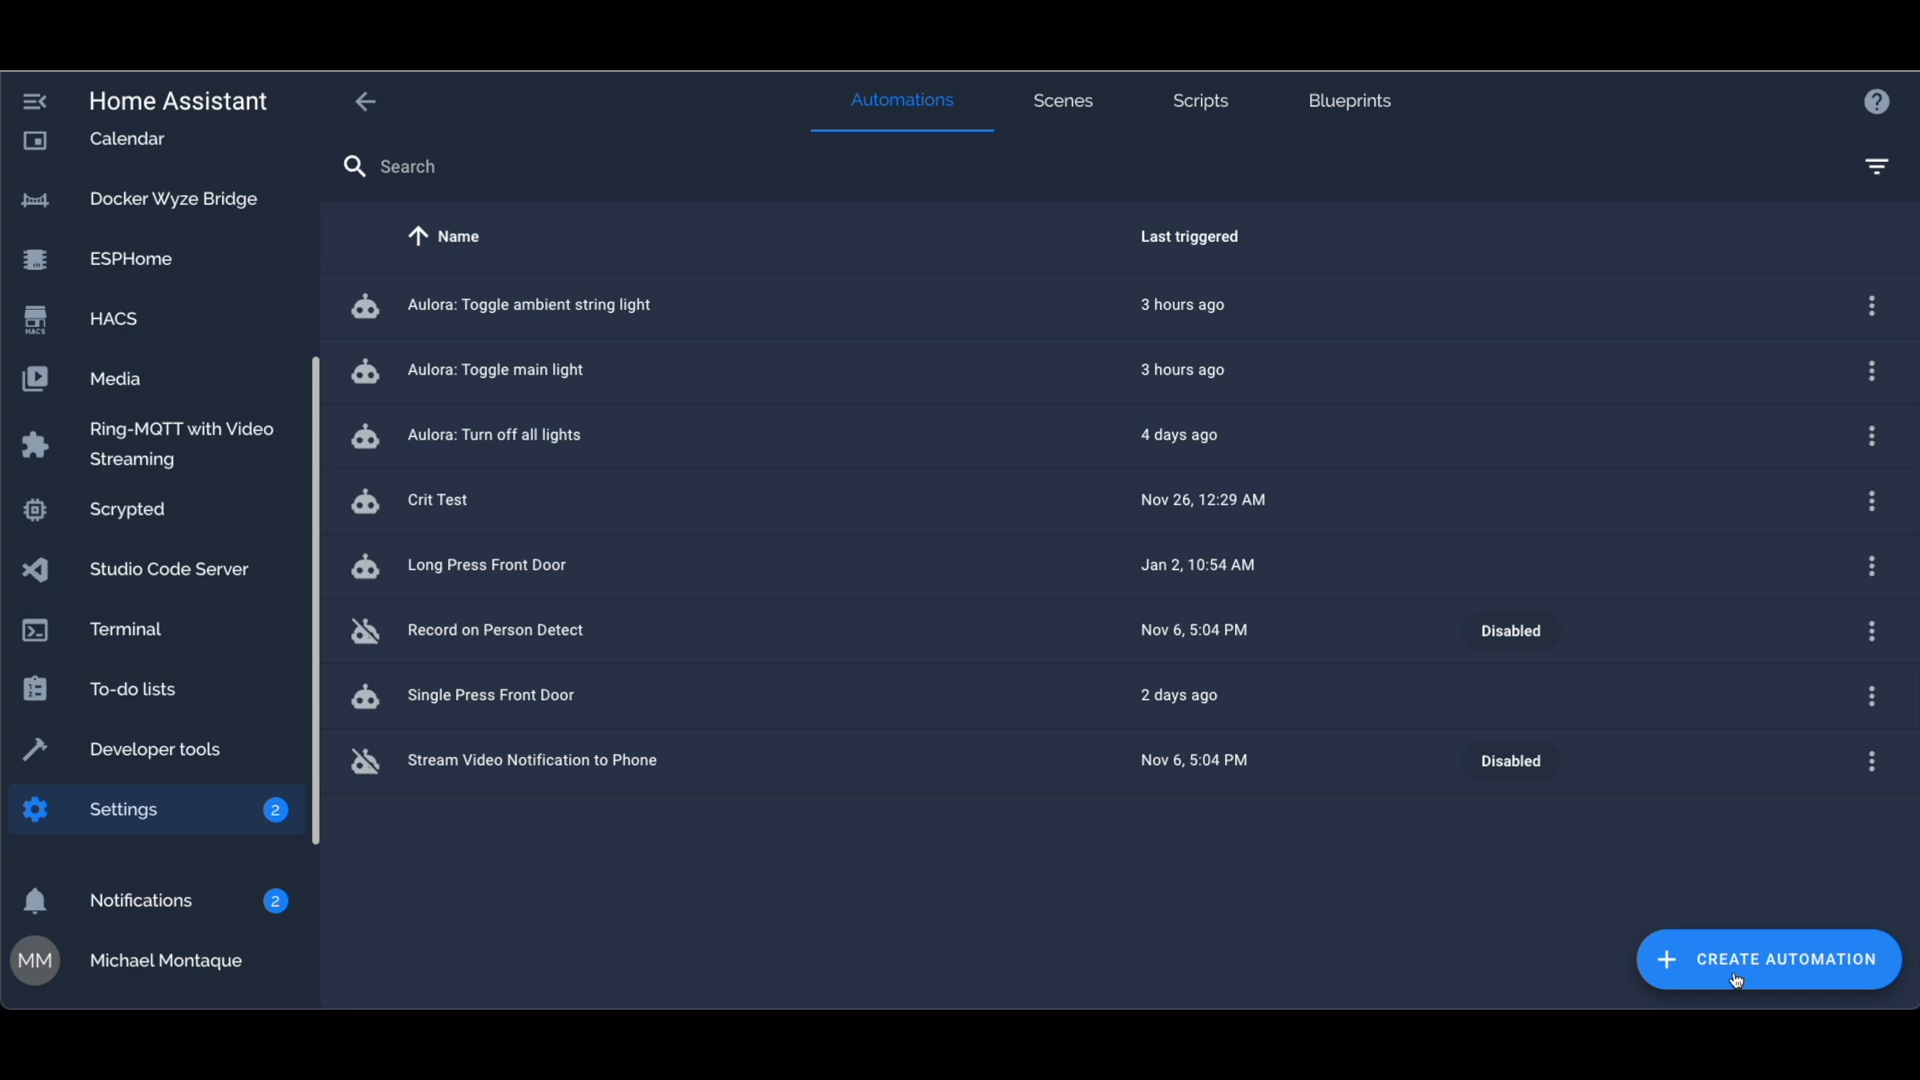 Home Assistant
Automations
Scenes
Scripts
Blueprints
Calendar
Search
Docker Wyze Bridge
Name
Last triggered
ESPHome
Aulora: Toggle ambient string light
3 hours ago
HACS
HACS
Aulora: Toggle main light
3 hours ago
Media
Aulora: Turn off all lights
4 days ago
Ring-MQTT with Video
Streaming
Crit Test
Nov 26, 12:29 AM
Scrypted
Long Press Front Door
Jan 2, 10:54 AM
Studio Code Server
Record on Person Detect
Nov 6, 5:04 PM
Disabled
Terminal
Single Press Front Door
2 days ago
To-do lists
Stream Video Notification to Phone
Nov 6, 5:04 PM
Disabled
Developer tools
Settings
2
Notifications
2
MM
Michael Montaque
CREATE AUTOMATION